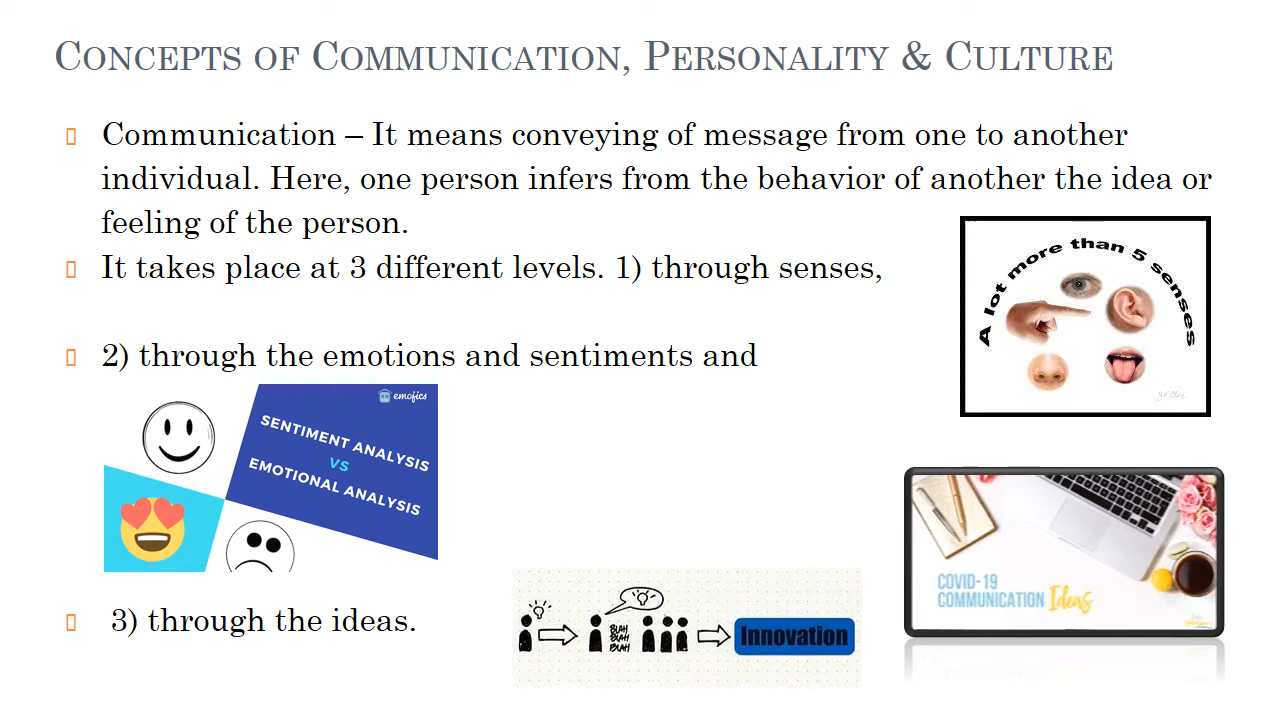 CONCEPTS OF COMMUNICATION, PERSONALITY & CULTURE
Communication – It means conveying of message from one to another
individual. Here, one person infers from the behavior of another the idea or
feeling of the person.
It takes place at 3 different levels. 1) through senses,
A lot more than 5 senses
2) through the emotions and sentiments and
emojics
SENTIMENT ANALYSIS
VS
EMOTIONAL ANALYSIS
COVID-19
COMMUNICATION Ideas
3) through the ideas.
BLAH
BLAH
BLAH
Innovation